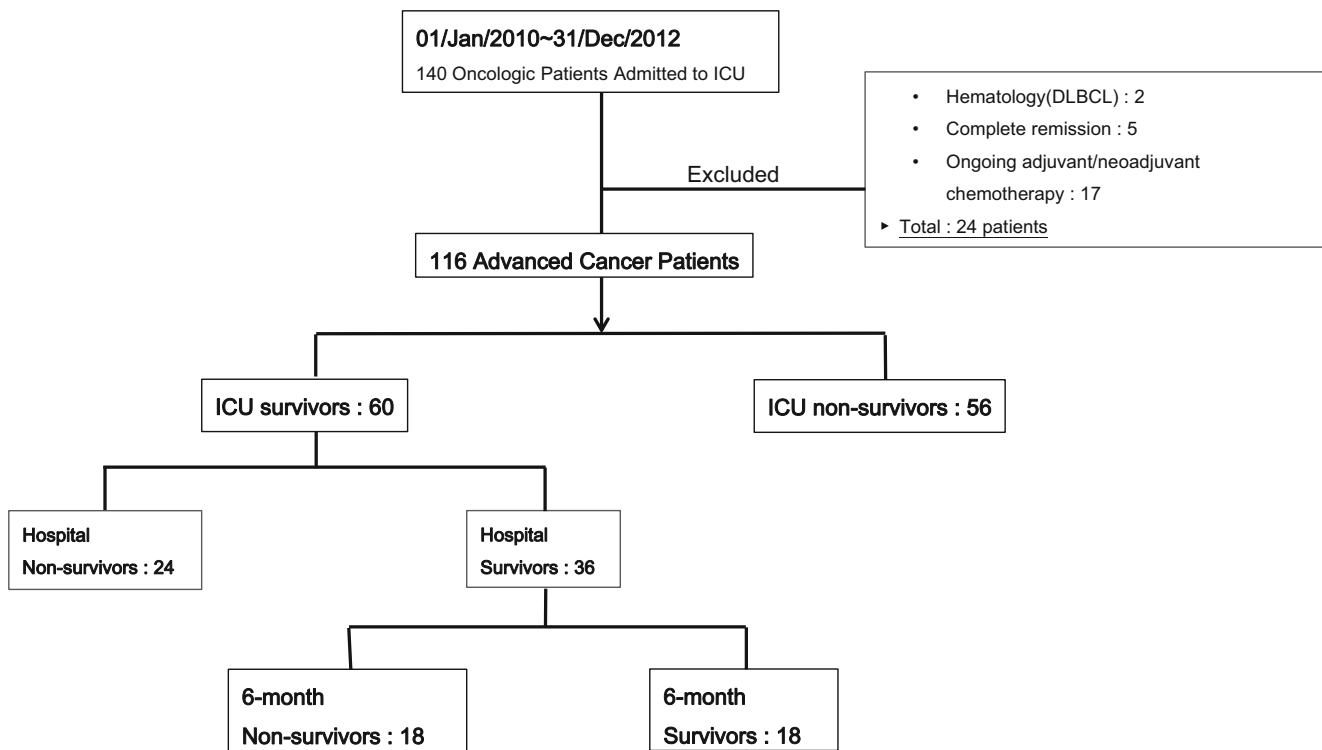 01/Jan/2010~31/Dec/2012
140 Oncologic Patients Admitted to ICU
• Hematology(DLBCL) : 2
• Complete remission : 5
• Ongoing adjuvant/neoadjuvant
chemotherapy : 17
▸ Total : 24 patients
Excluded
116 Advanced Cancer Patients
ICU survivors : 60
ICU non-survivors : 56
Hospital
Non-survivors : 24
Hospital
Survivors : 36
6-month
Non-survivors : 18
6-month
Survivors : 18